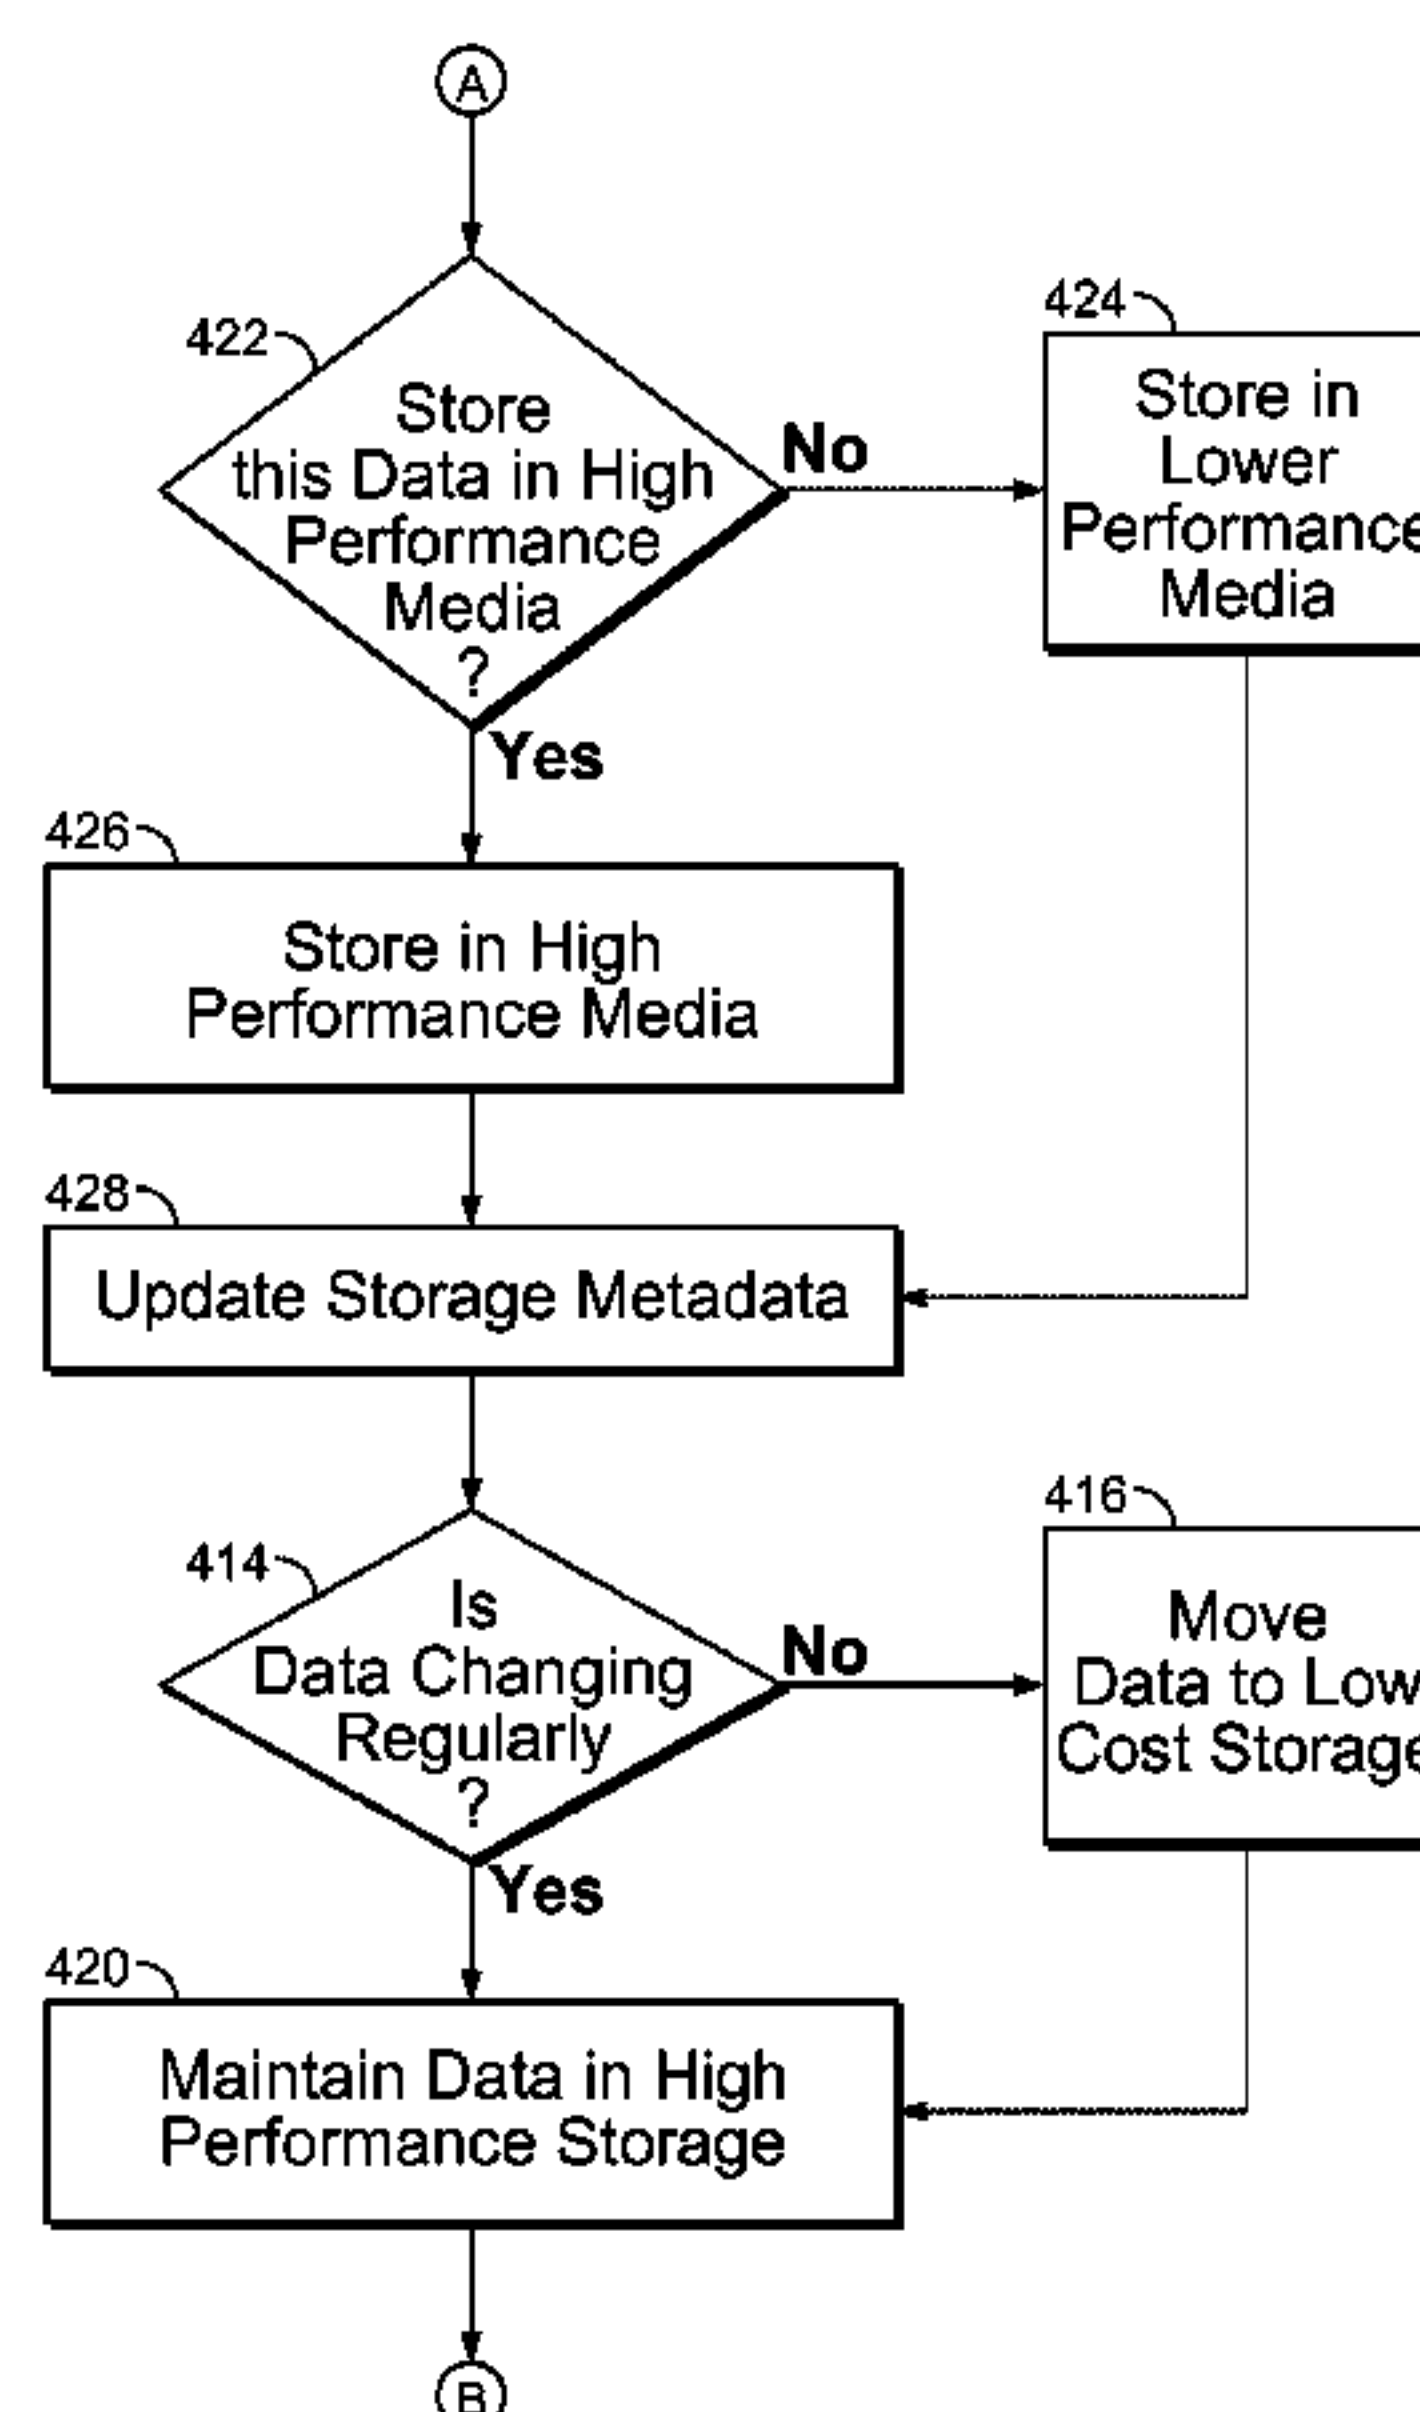 A
422
Store
this Data in High
Performance
Media
?
No
Yes
424
Store in
Lower
Performance
Media
426
Store in High
Performance Media
428
Update Storage Metadata
414
Is
Data Changing
Regularly
?
No
Yes
416
Move
Data to Low
Cost Storage
420
Maintain Data in High
Performance Storage
B